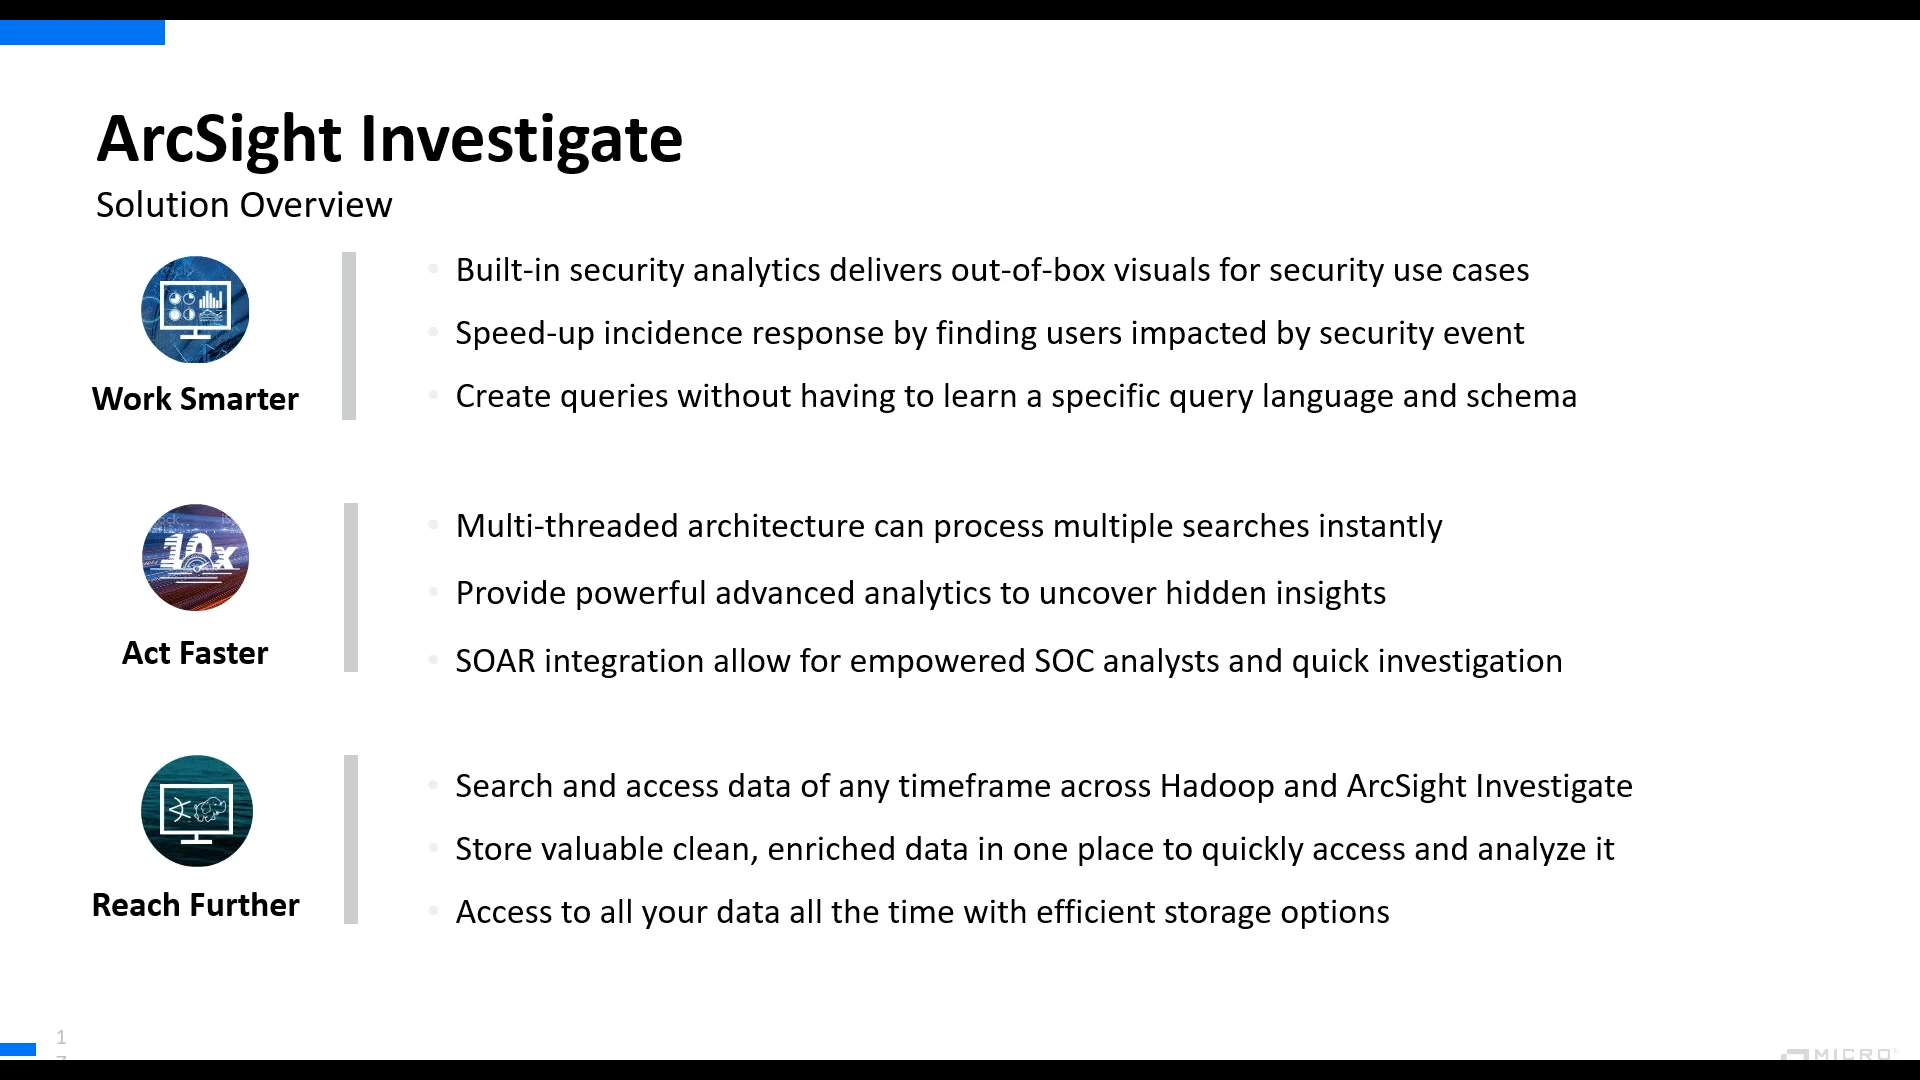 ArcSight Investigate
Solution Overview
Work Smarter
Built-in security analytics delivers out-of-box visuals for security use cases
Speed-up incidence response by finding users impacted by security event
Create queries without having to learn a specific query language and schema
10x
Act Faster
Multi-threaded architecture can process multiple searches instantly
Provide powerful advanced analytics to uncover hidden insights
SOAR integration allow for empowered SOC analysts and quick investigation
Reach Further
Search and access data of any timeframe across Hadoop and ArcSight Investigate
Store valuable clean, enriched data in one place to quickly access and analyze it
Access to all your data all the time with efficient storage options
1
MICRO